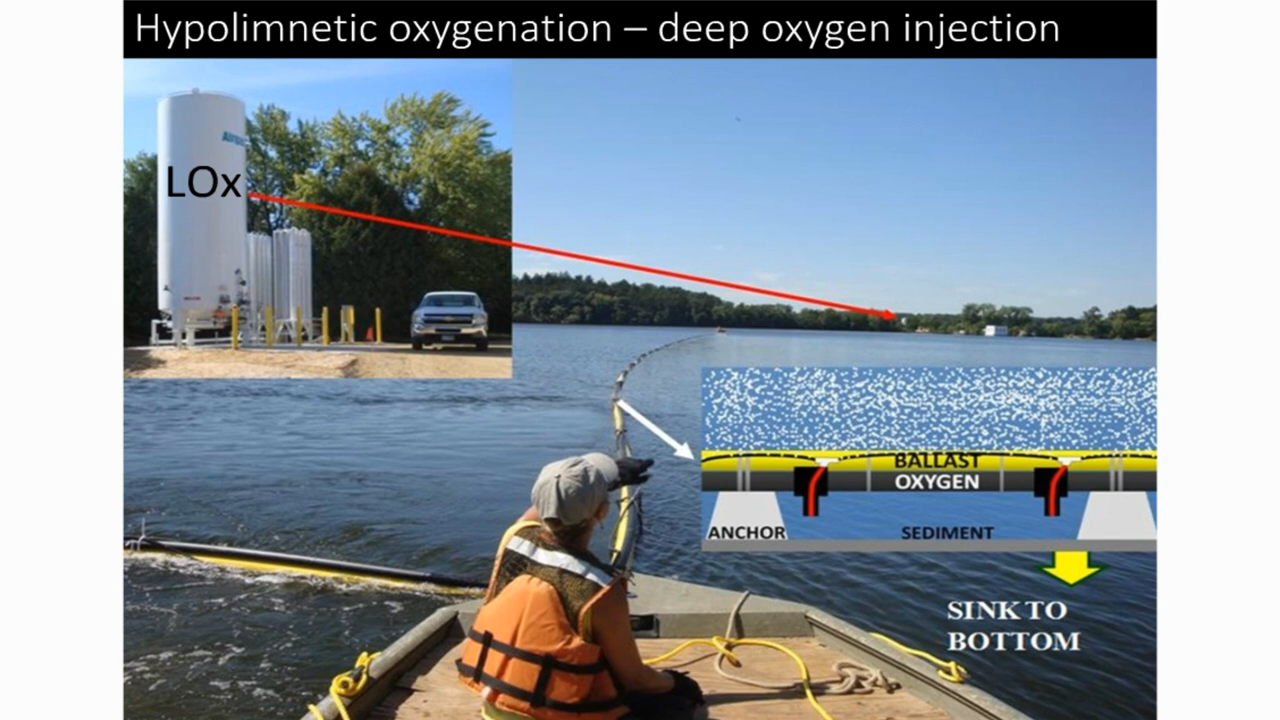 Hypolimnetic oxygenation – deep oxygen injection
LOx
BALLAST
OXYGEN
ANCHOR
SEDIMENT
SINK TO
BOTTOM